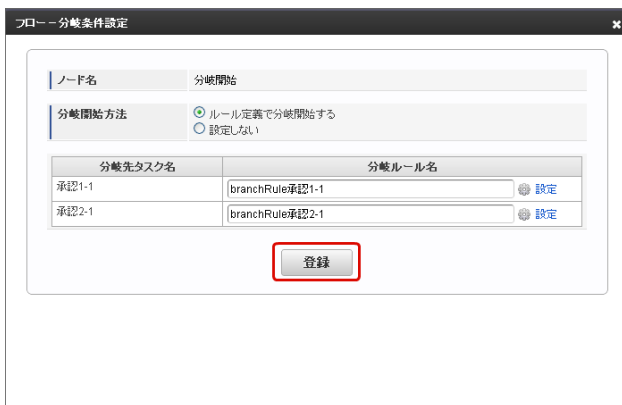 フロー－分岐条件設定
ノード名 分岐開始
分岐開始方法 ルール定義で分岐開始する
設定しない
分岐先タスク名 分岐ルール名
承認1-1 branchRule承認1-1 設定
承認2-1 branchRule承認2-1 設定
登録